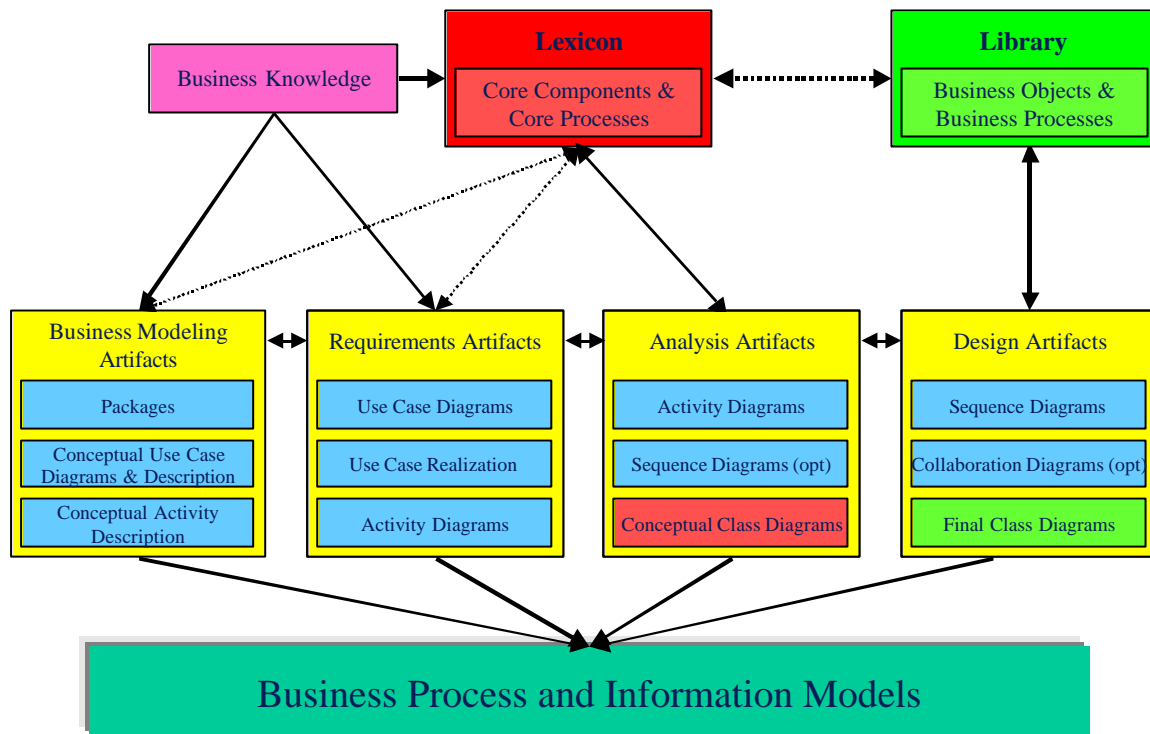 Business Knowledge
Lexicon
Core Components &
Core Processes
Library
Business Objects &
Business Processes
Business Modeling
Artifacts
Packages
Conceptual Use Case
Diagrams & Description
Conceptual Activity
Description
Requirements Artifacts
Use Case Diagrams
Use Case Realization
Activity Diagrams
Analysis Artifacts
Activity Diagrams
Sequence Diagrams (opt)
Conceptual Class Diagrams
Design Artifacts
Sequence Diagrams
Collaboration Diagrams (opt)
Final Class Diagrams
Business Process and Information Models